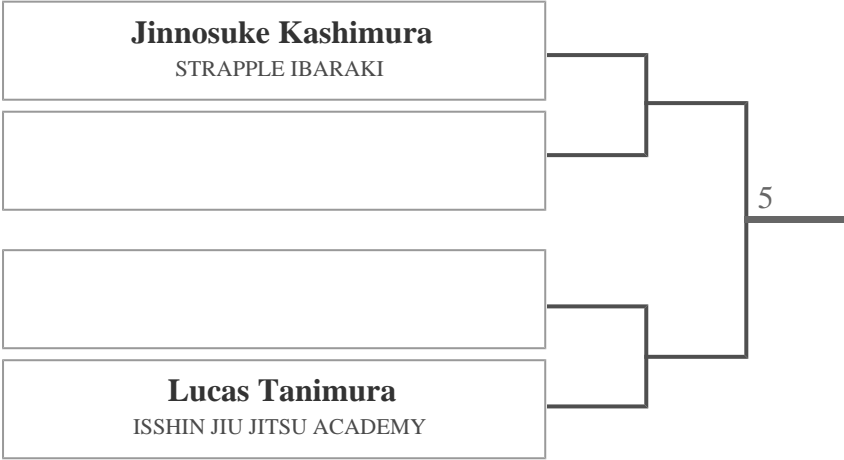 Jinnosuke Kashimura
STRAPPLE IBARAKI
5
Lucas Tanimura
ISSHIN JIU JITSU ACADEMY